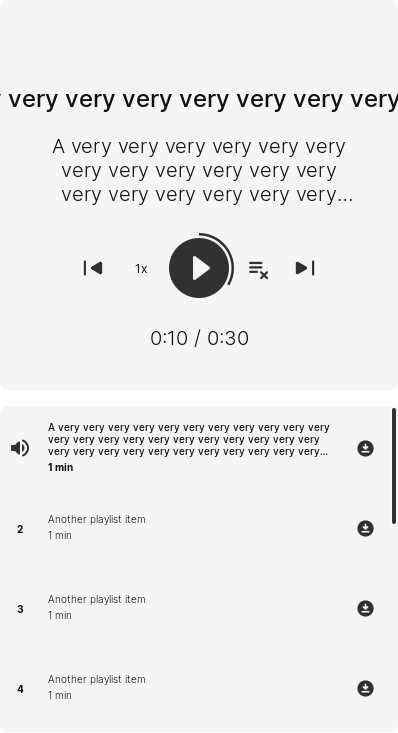 very very very very very very very
A very very very very very very
very very very very very very
very very very very very very...
1x
0:10 / 0:30
A very very very very very very very very very very very
very very very very very very very very very very very
very very very very very very very very very very very...
1 min
2
Another playlist item
1 min
3
Another playlist item
1 min
4
Another playlist item
1 min